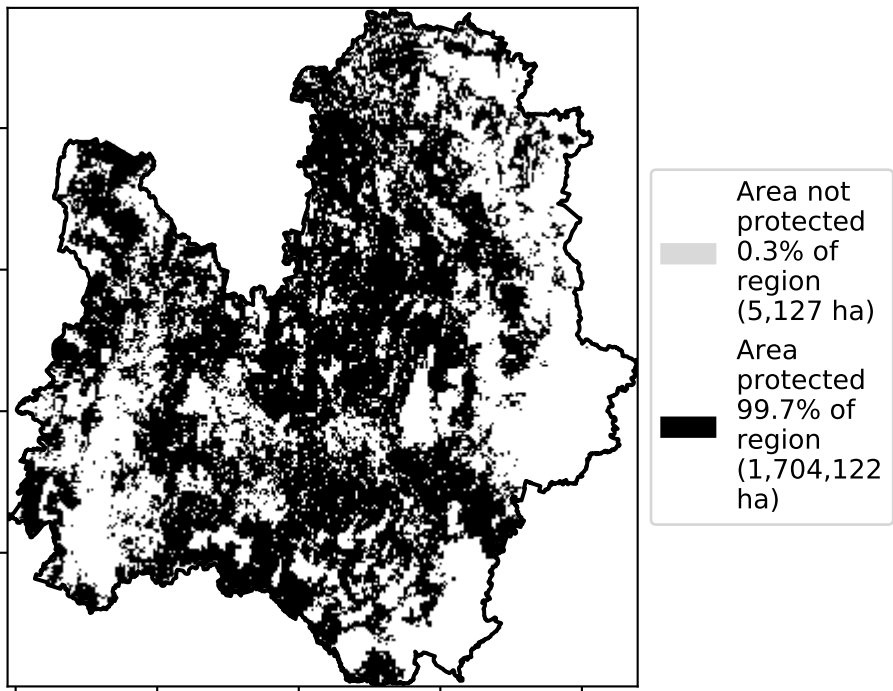 Area not
protected
0.3% of
region
(5,127 ha)
Area
protected
99.7% of
region
(1,704,122
ha)